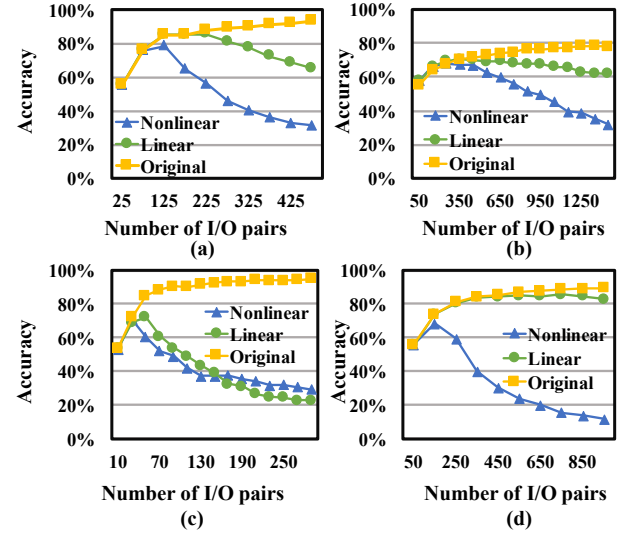 100%
80%
60%
40%
20%
0%
Accuracy
Nonlinear
Linear
Original
25 125 225 325 425
Number of I/O pairs
(a)
100%
80%
60%
40%
20%
0%
Accuracy
Nonlinear
Linear
Original
50 350 650 950 1250
Number of I/O pairs
(b)
100%
80%
60%
40%
20%
0%
Accuracy
Nonlinear
Linear
Original
10 70 130 190 250
Number of I/O pairs
(c)
100%
80%
60%
40%
20%
0%
Accuracy
Nonlinear
Linear
Original
50 250 450 650 850
Number of I/O pairs
(d)